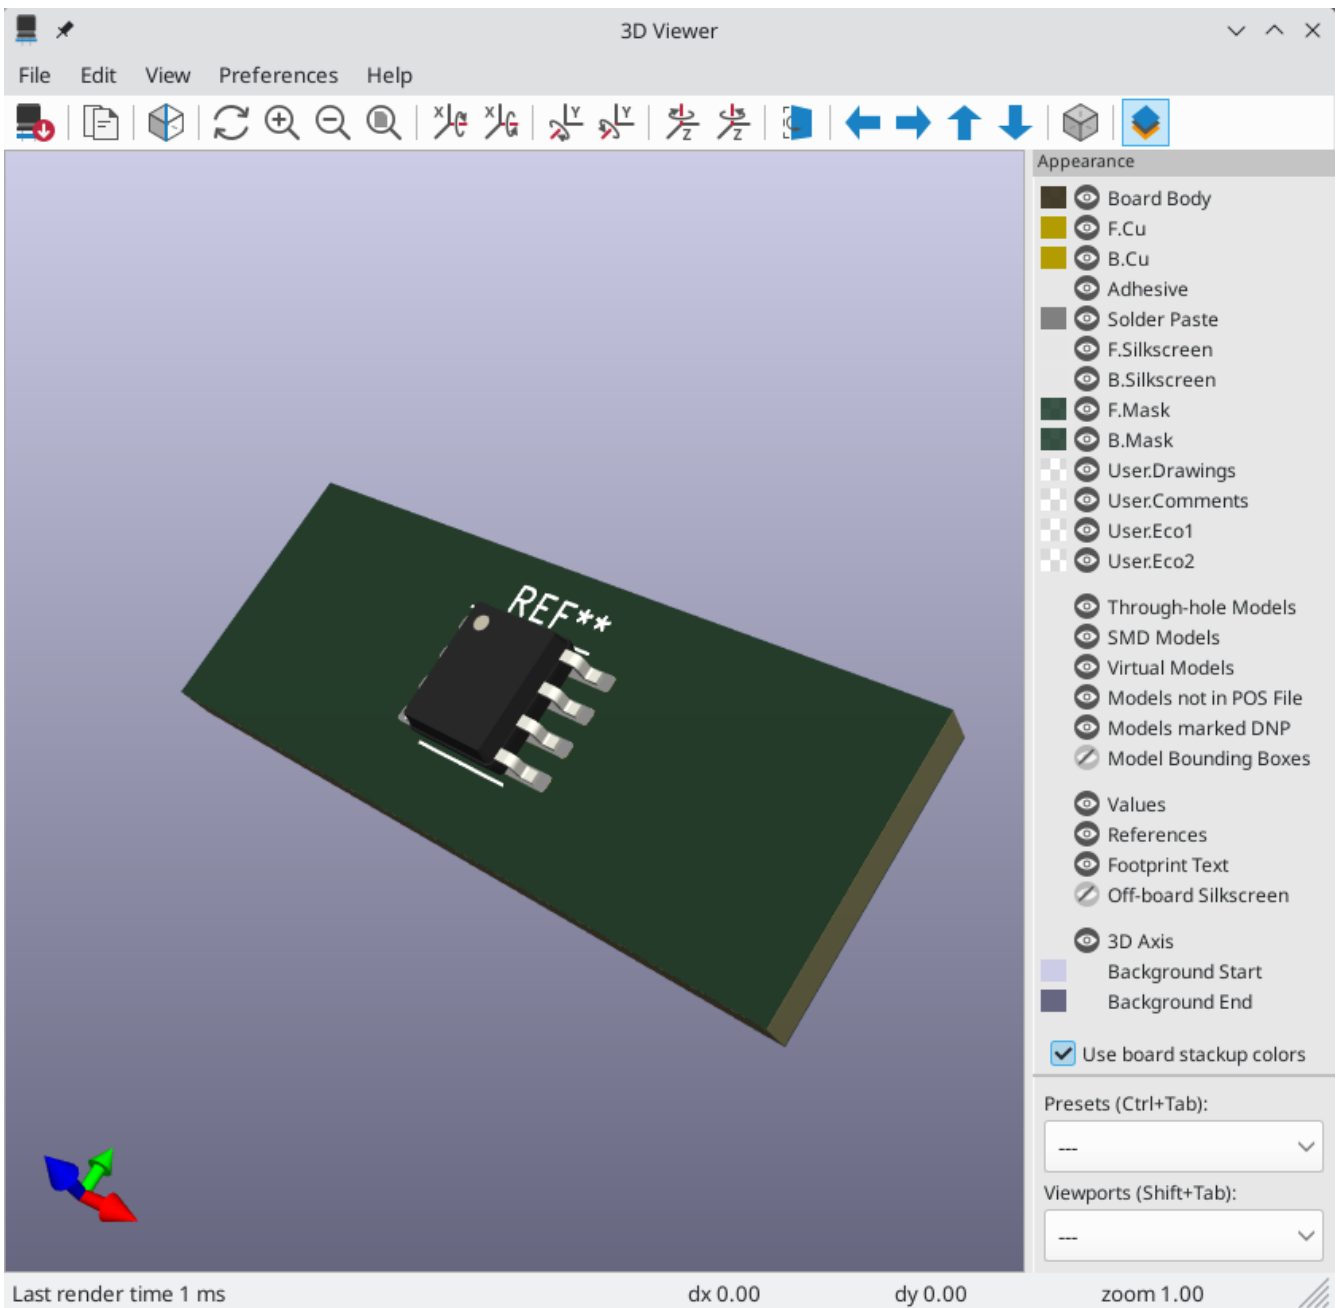 3D Viewer
File Edit View Preferences Help
X X Y Y Z Z
Appearance
Board Body
F.Cu
B.Cu
Adhesive
Solder Paste
F.Silkscreen
B.Silkscreen
F.Mask
B.Mask
User.Drawings
User.Comments
User.Eco1
User.Eco2
Through-hole Models
SMD Models
Virtual Models
Models not in POS File
Models marked DNP
Model Bounding Boxes
Values
References
Footprint Text
Off-board Silkscreen
3D Axis
Background Start
Background End
Use board stackup colors
Presets (Ctrl+Tab):
---
Viewports (Shift+Tab):
---
REF**
Last render time 1 ms dx 0.00 dy 0.00 zoom 1.00